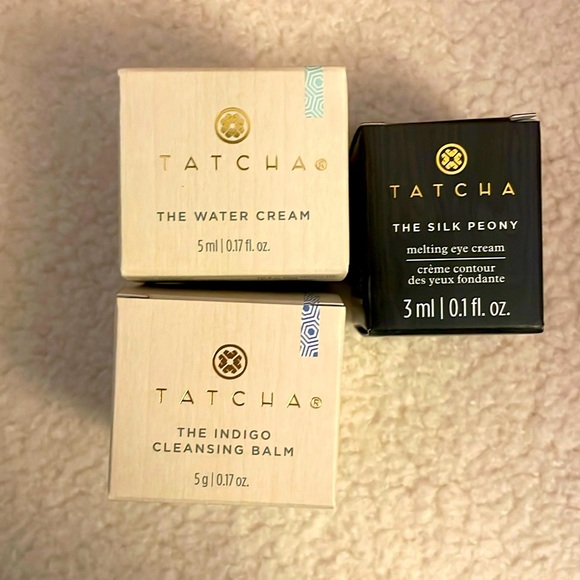 TATCHA®
THE WATER CREAM
5 ml | 0.17 fl. oz.
TATCHA
THE SILK PEONY
melting eye cream
crème contour
des yeux fondante
3 ml | 0.1 fl. oz.
TATCHA®
THE INDIGO
CLEANSING BALM
5 g | 0.17 oz.